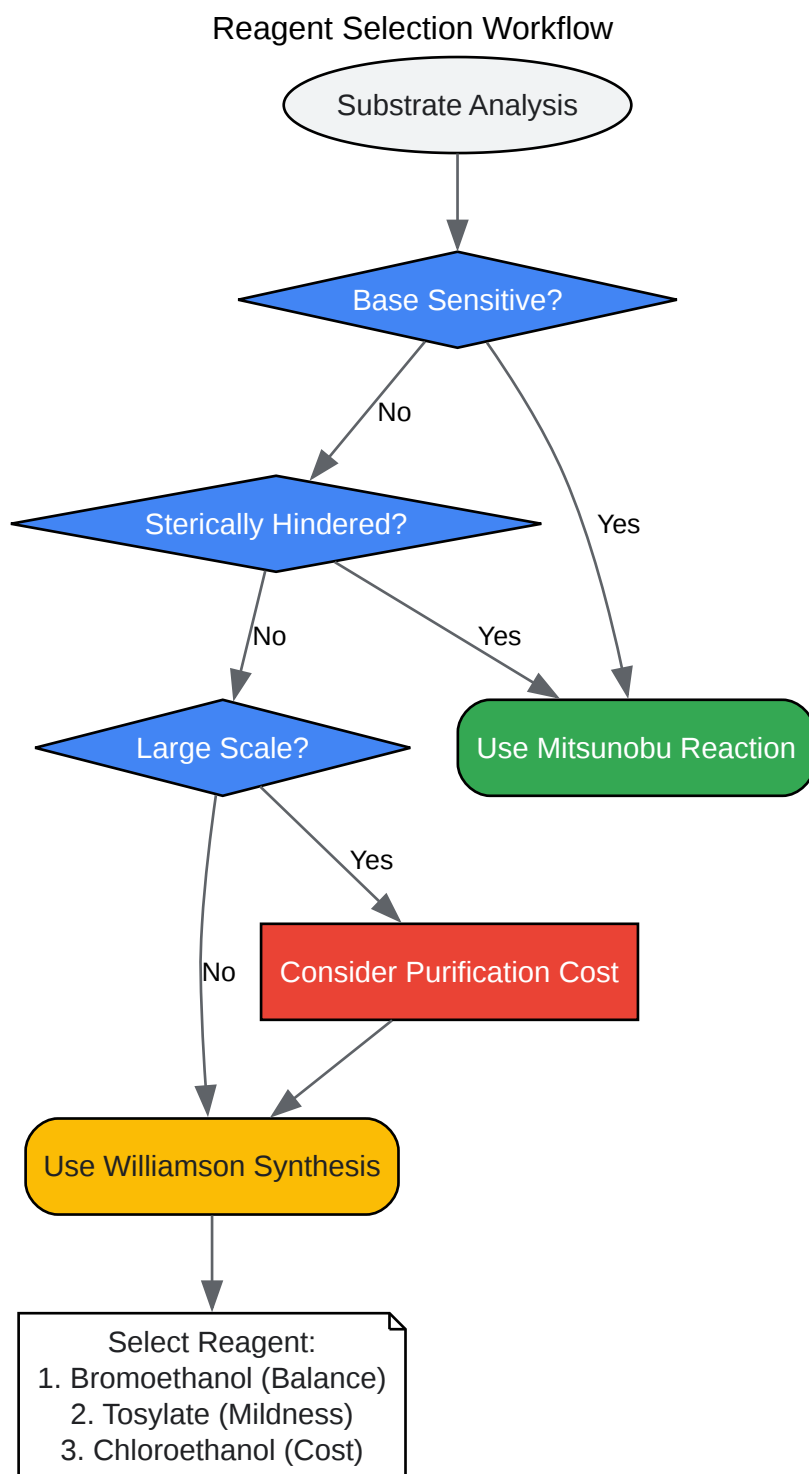 Reagent Selection Workflow
Substrate Analysis
Base Sensitive?
No
Yes
Sterically Hindered?
No
Yes
Large Scale?
Use Mitsunobu Reaction
Yes
No
Consider Purification Cost
Use Williamson Synthesis
Select Reagent:
1. Bromoethanol (Balance)
2. Tosylate (Mildness)
3. Chloroethanol (Cost)